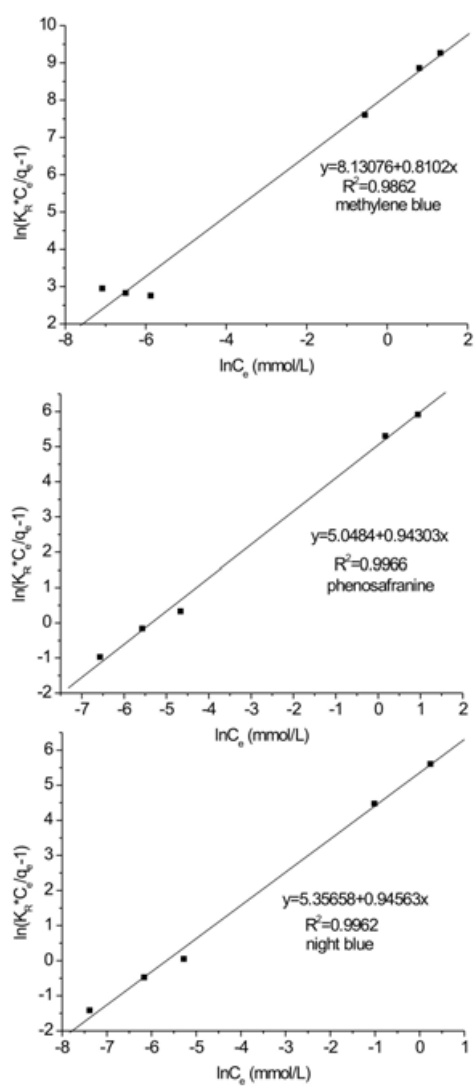 10
9
8
7
6
5
4
3
2
ln(K_R*C_e/q_e-1)
y=8.13076+0.8102x
R²=0.9862
methylene blue
-8 -6 -4 -2 0 2
lnC_e (mmol/L)
6
5
4
3
2
1
0
-1
-2
ln(K_R*C_e/q_e-1)
y=5.0484+0.94303x
R²=0.9966
phenosafranine
-7 -6 -5 -4 -3 -2 -1 0 1 2
lnC_e (mmol/L)
6
5
4
3
2
1
0
-1
-2
ln(K_R*C_e/q_e-1)
y=5.35658+0.94563x
R²=0.9962
night blue
-8 -7 -6 -5 -4 -3 -2 -1 0 1
lnC_e (mmol/L)